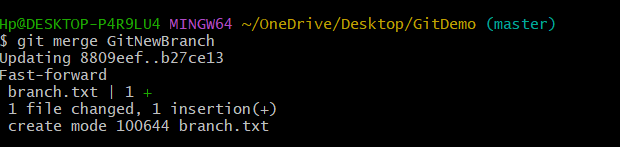 Hp@DESKTOP-P4R9LU4 MINGW64 ~/OneDrive/Desktop/GitDemo (master)
$ git merge GitNewBranch
Updating 8809eef..b27ce13
Fast-forward
 branch.txt | 1 +
 1 file changed, 1 insertion(+)
 create mode 100644 branch.txt